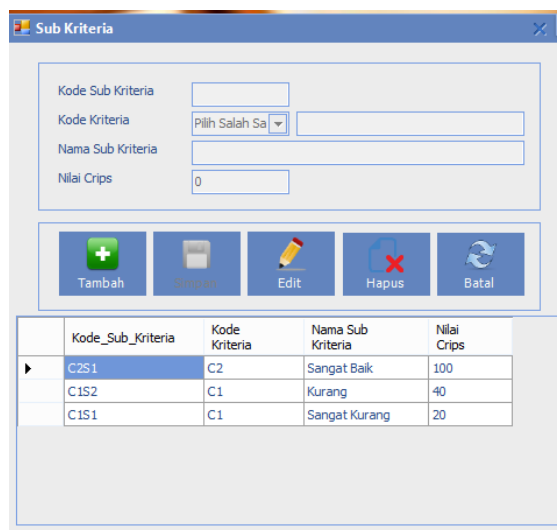 Sub Kriteria
Kode Sub Kriteria
Kode Kriteria Pilih Salah Sa
Nama Sub Kriteria
Nilai Crips 0
Tambah Edit Hapus Batal
Kode_Sub_Kriteria Kode Kriteria Nama Sub Kriteria Nilai Crips
C2S1 C2 Sangat Baik 100
C1S2 C1 Kurang 40
C1S1 C1 Sangat Kurang 20